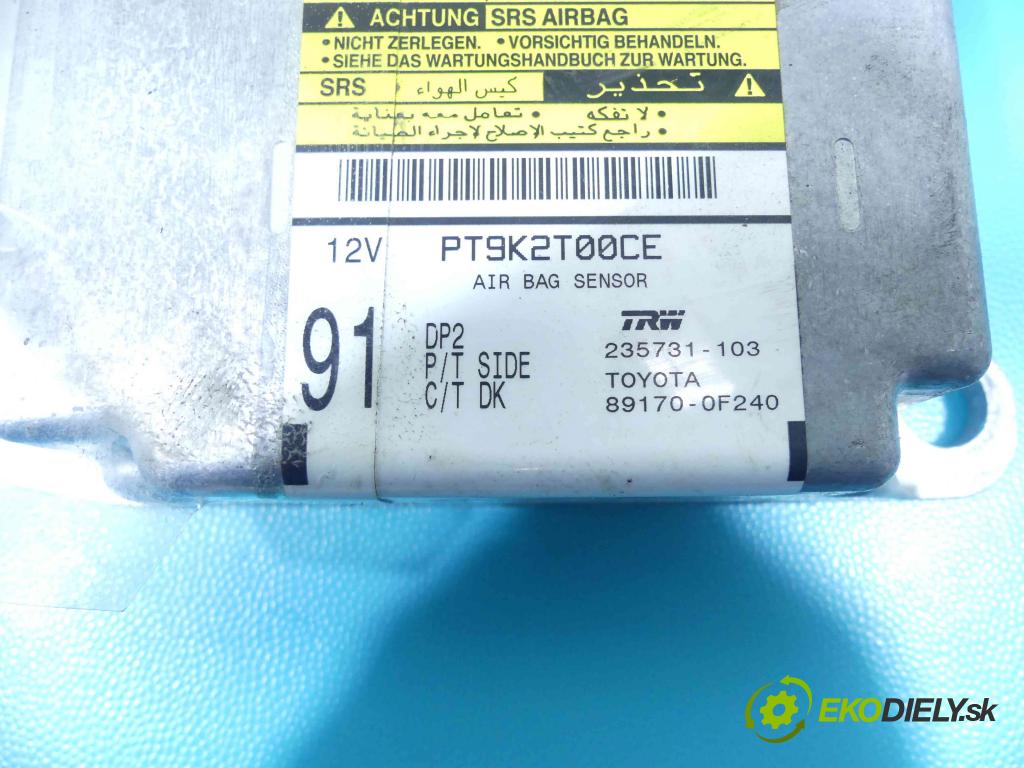 ACHTUNG SRS AIRBAG
• NICHT ZERLEGEN. • VORSICHTIG BEHANDELN.
• SIEHE DAS WARTUNGSHANDBUCH ZUR WARTUNG.
SRS كيس الهواء تحذير
• لا تفكه • تعامل معه بعناية
• راجع كتيب الإصلاح لإجراء الصيانة
12V PT9K2T00CE
AIR BAG SENSOR
91
DP2
P/T SIDE
C/T DK
TRW
235731-103
TOYOTA
89170-0F240
EKODIELY.sk